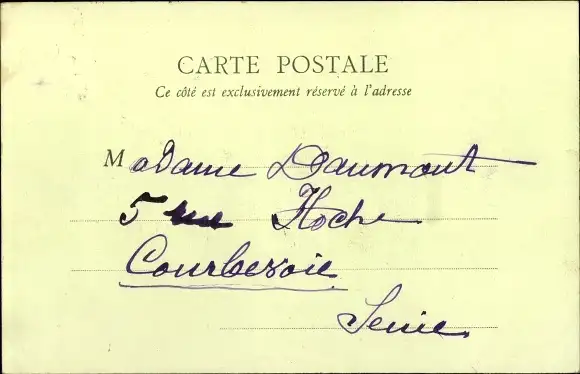 CARTE POSTALE
Ce côté est exclusivement réservé à l'adresse
Madame Daumont
5 rue Hoche
Courbevoie
Seine